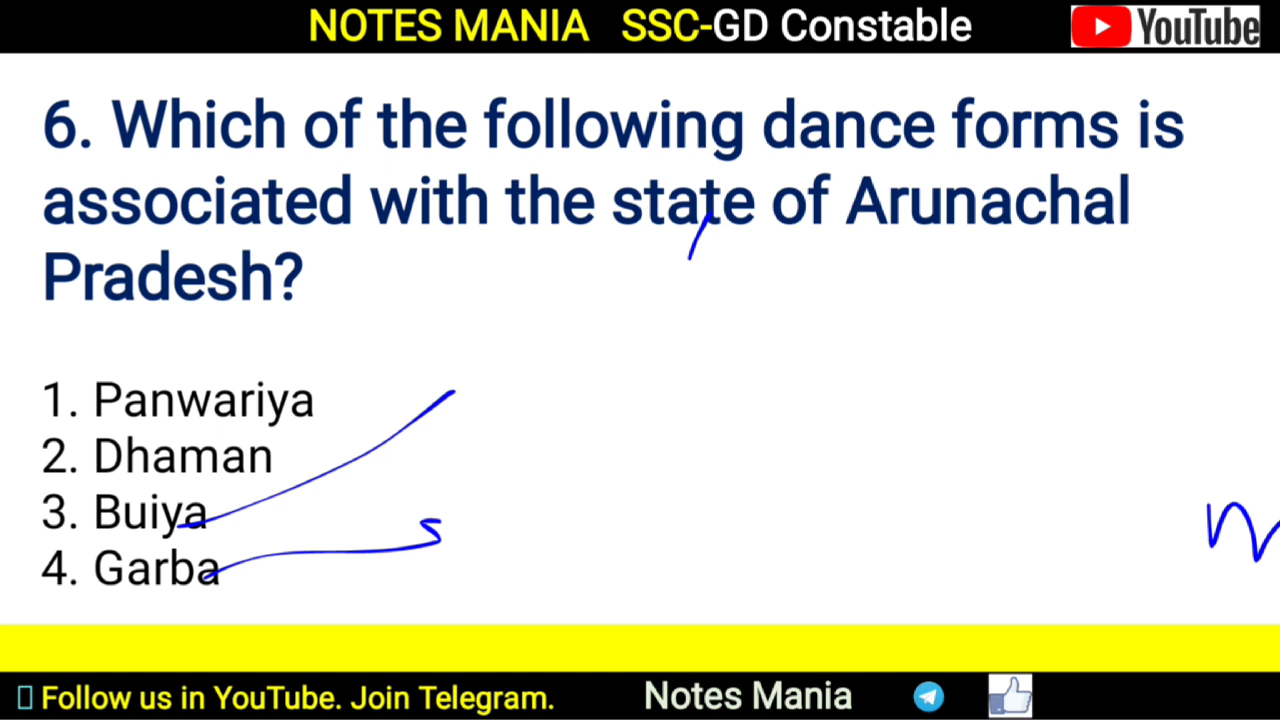 NOTES MANIA SSC-GD Constable YouTube
6. Which of the following dance forms is
associated with the state of Arunachal
Pradesh?
1. Panwariya
2. Dhaman
3. Buiya
4. Garba
Follow us in YouTube. Join Telegram. Notes Mania